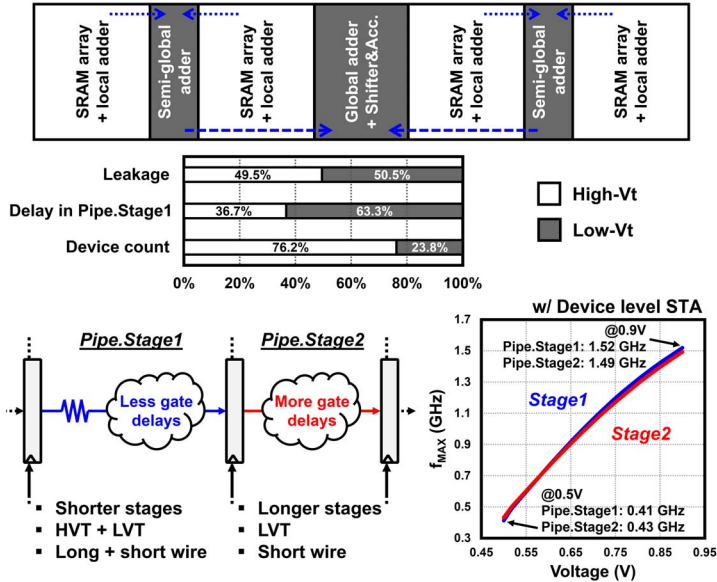 SRAM array
+ local adder
Semi-global
adder
SRAM array
+ local adder
Global adder
+ Shifter&Acc.
SRAM array
+ local adder
Semi-global
adder
SRAM array
+ local adder
Leakage
49.5%
50.5%
Delay in Pipe.Stage1
36.7%
63.3%
Device count
76.2%
23.8%
0% 20% 40% 60% 80% 100%
High-Vt
Low-Vt
Pipe.Stage1
Less gate
delays
▪ Shorter stages
▪ HVT + LVT
▪ Long + short wire
Pipe.Stage2
More gate
delays
▪ Longer stages
▪ LVT
▪ Short wire
w/ Device level STA
fMAX (GHz)
1.7
1.5
1.3
1.1
0.9
0.7
0.5
0.3
@0.9V
Pipe.Stage1: 1.52 GHz
Pipe.Stage2: 1.49 GHz
Stage1
Stage2
@0.5V
Pipe.Stage1: 0.41 GHz
Pipe.Stage2: 0.43 GHz
0.45 0.55 0.65 0.75 0.85 0.95
Voltage (V)